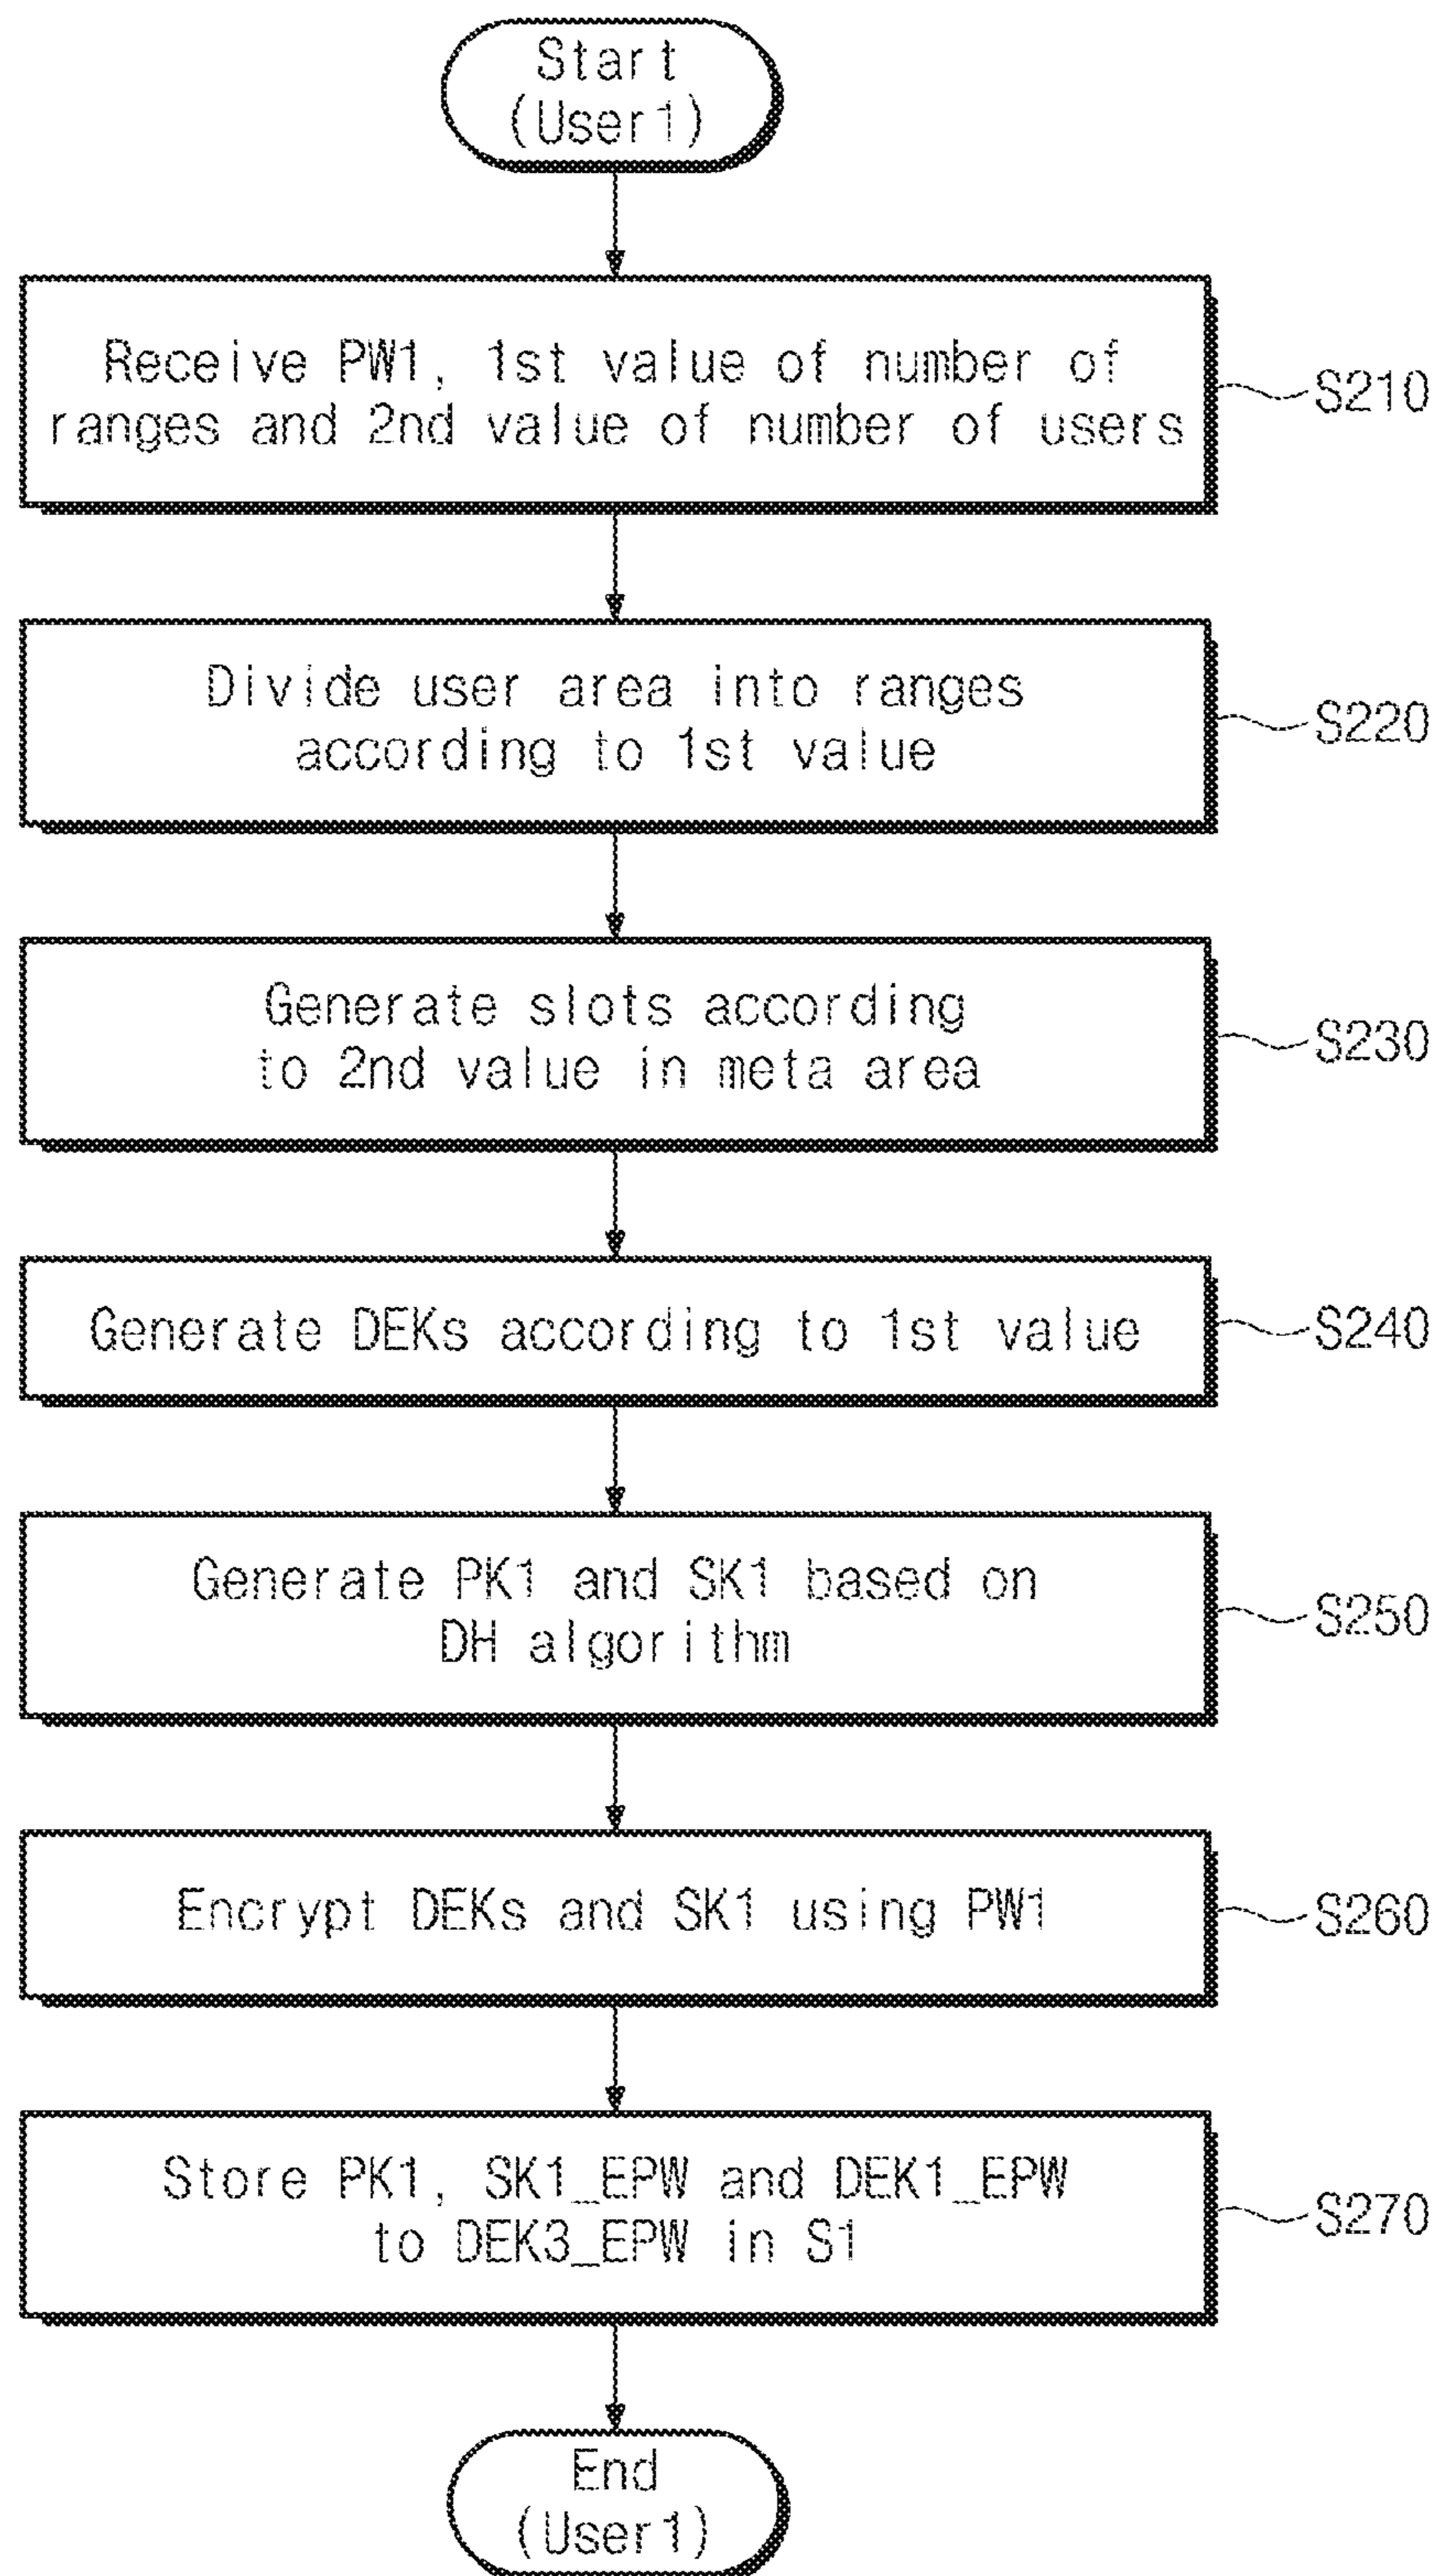 Start
(User1)
Receive PW1, 1st value of number of
ranges and 2nd value of number of users
S210
Divide user area into ranges
according to 1st value
S220
Generate slots according
to 2nd value in meta area
S230
Generate DEKs according to 1st value
S240
Generate PK1 and SK1 based on
DH algorithm
S250
Encrypt DEKs and SK1 using PW1
S260
Store PK1, SK1_EPW and DEK1_EPW
to DEK3_EPW in S1
S270
End
(User1)